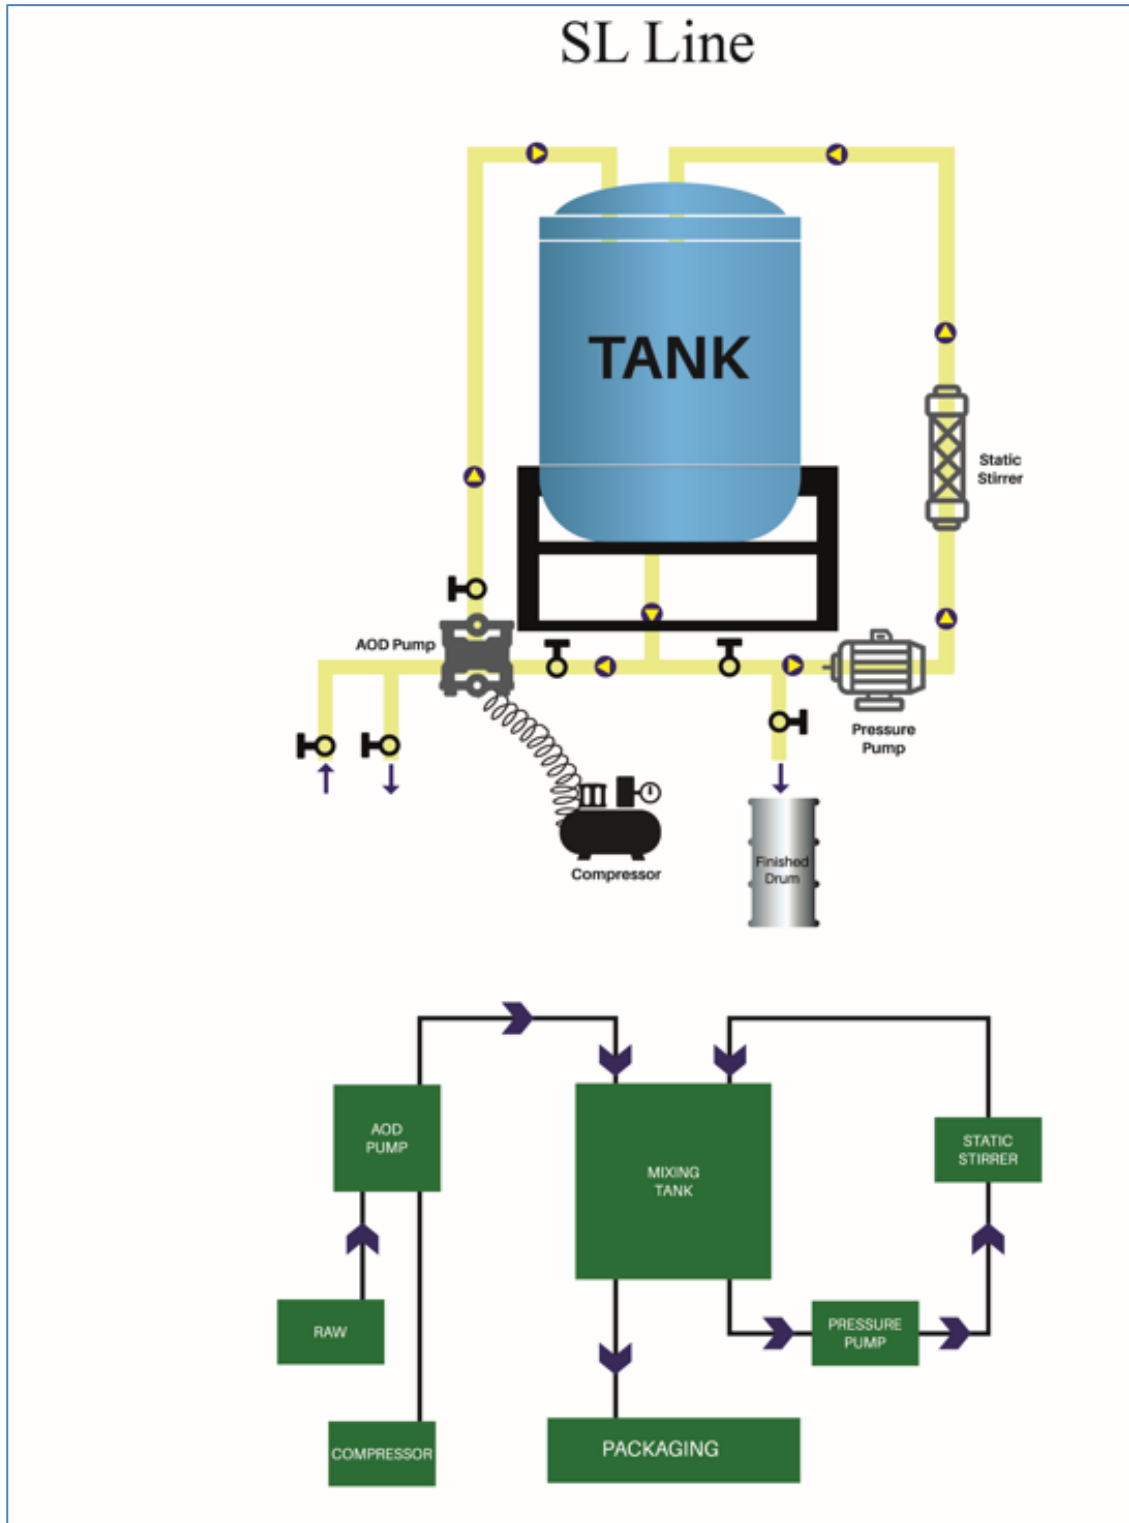 SL Line
TANK
Static
Stirrer
AOD Pump
Pressure
Pump
Compressor
Finished
Drum
AOD
PUMP
MIXING
TANK
STATIC
STIRRER
RAW
PRESSURE
PUMP
COMPRESSOR
PACKAGING